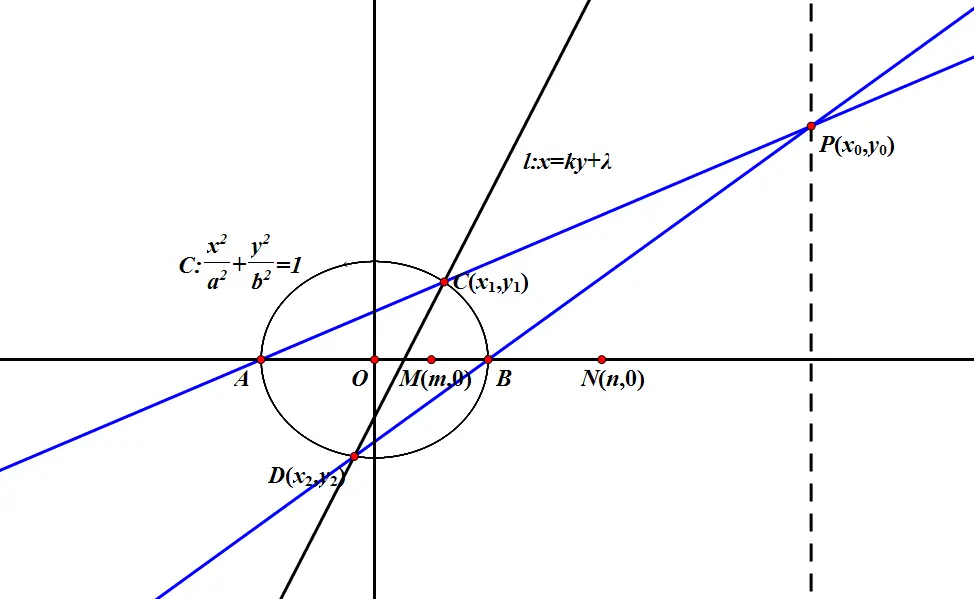 l:x=ky+λ
P(x₀,y₀)
C: x²/a² + y²/b² =1
C(x₁,y₁)
A
O
M(m,0)
B
N(n,0)
D(x₂,y₂)